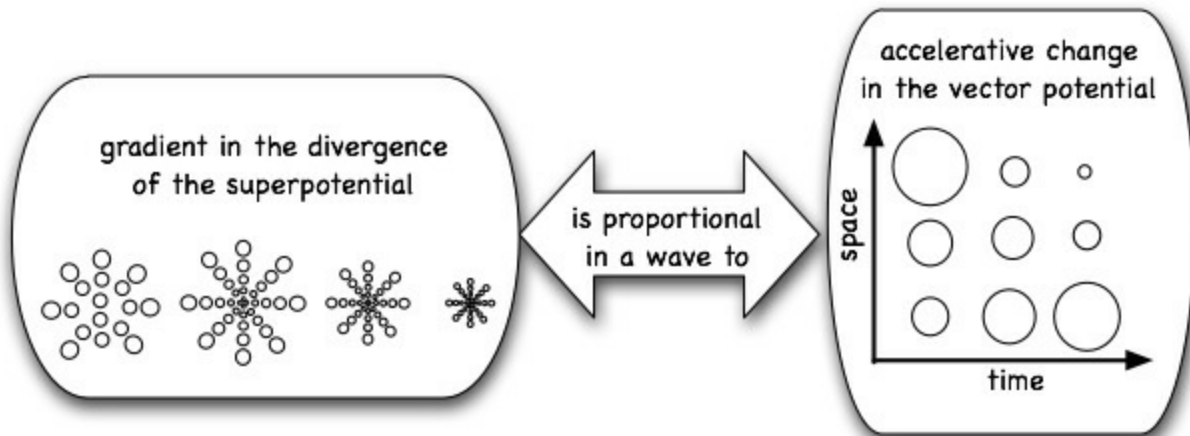 gradient in the divergence
of the superpotential
is proportional
in a wave to
accelerative change
in the vector potential
space
time